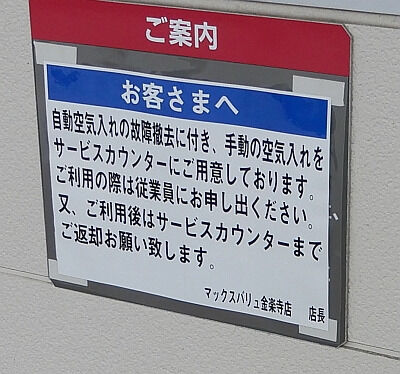 ご案内
お客さまへ
自動空気入れの故障撤去に付き、手動の空気入れを
サービスカウンターにご用意しております。
ご利用の際は従業員にお申し出ください。
又、ご利用後はサービスカウンターまで
ご返却お願い致します。
マックスバリュ金楽寺店　店長